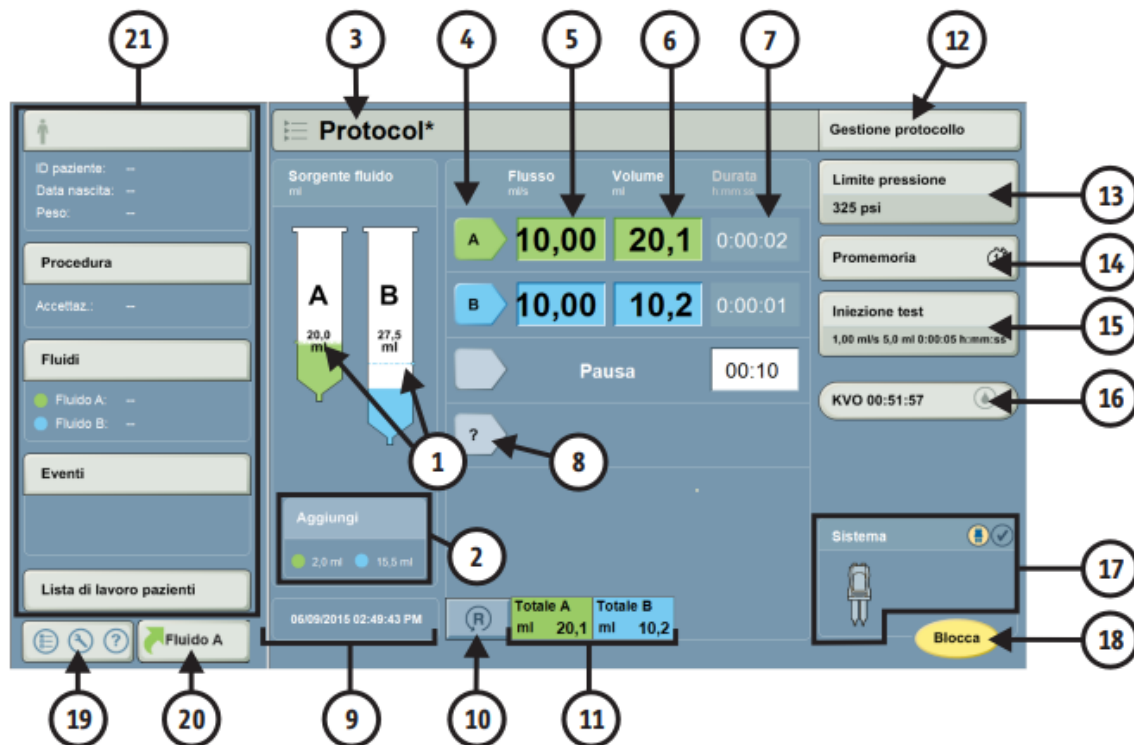 21
3
4
5
6
7
12
Protocol*
Gestione protocollo
ID paziente: --
Data nascita: --
Peso: --
Procedura
Accettaz.: --
Fluidi
Fluido A: --
Fluido B: --
Eventi
Lista di lavoro pazienti
Sorgente fluido
ml
A
20,0
ml
B
27,5
ml
1
Aggiungi
2,0 ml 15,5 ml
2
06/09/2015 02:49:43 PM
Flusso
ml/s
Volume
ml
Durata
h:mm:ss
A 10,00 20,1 0:00:02
B 10,00 10,2 0:00:01
Pausa 00:10
?
8
R
Totale A
ml 20,1
Totale B
ml 10,2
Limite pressione
325 psi
13
Promemoria
14
Iniezione test
1,00 ml/s 5,0 ml 0:00:05 h:mm:ss
15
KVO 00:51:57
16
Sistema
17
Blocca
18
?
Fluido A
19
20
9
10
11